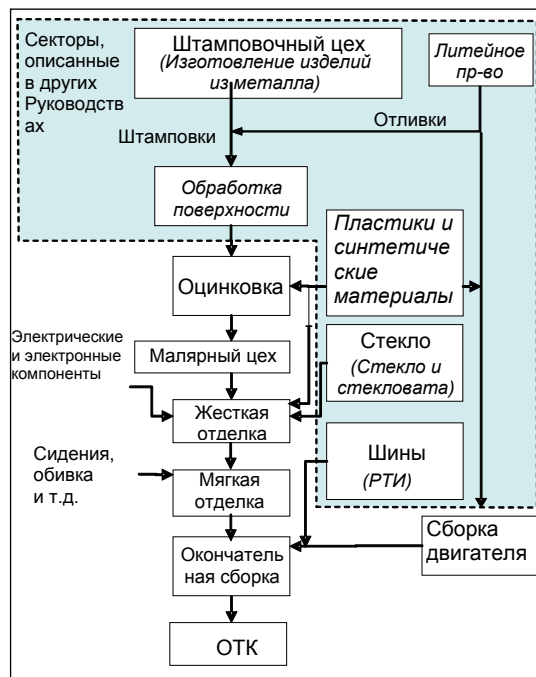 Секторы,
описанные
в других
Руководств
ах
Штамповочный цех
(Изготовление изделий
из металла)
Литейное
пр-во
Отливки
Штамповки
Обработка
поверхности
Пластики и
синтетиче
ские
материалы
Оцинковка
Электрические
и электронные
компоненты
Малярный цех
Стекло
(Стекло и
стекловата)
Жесткая
отделка
Сидения,
обивка
и т.д.
Мягкая
отделка
Шины
(РТИ)
Сборка
двигателя
Окончатель
ная сборка
ОТК